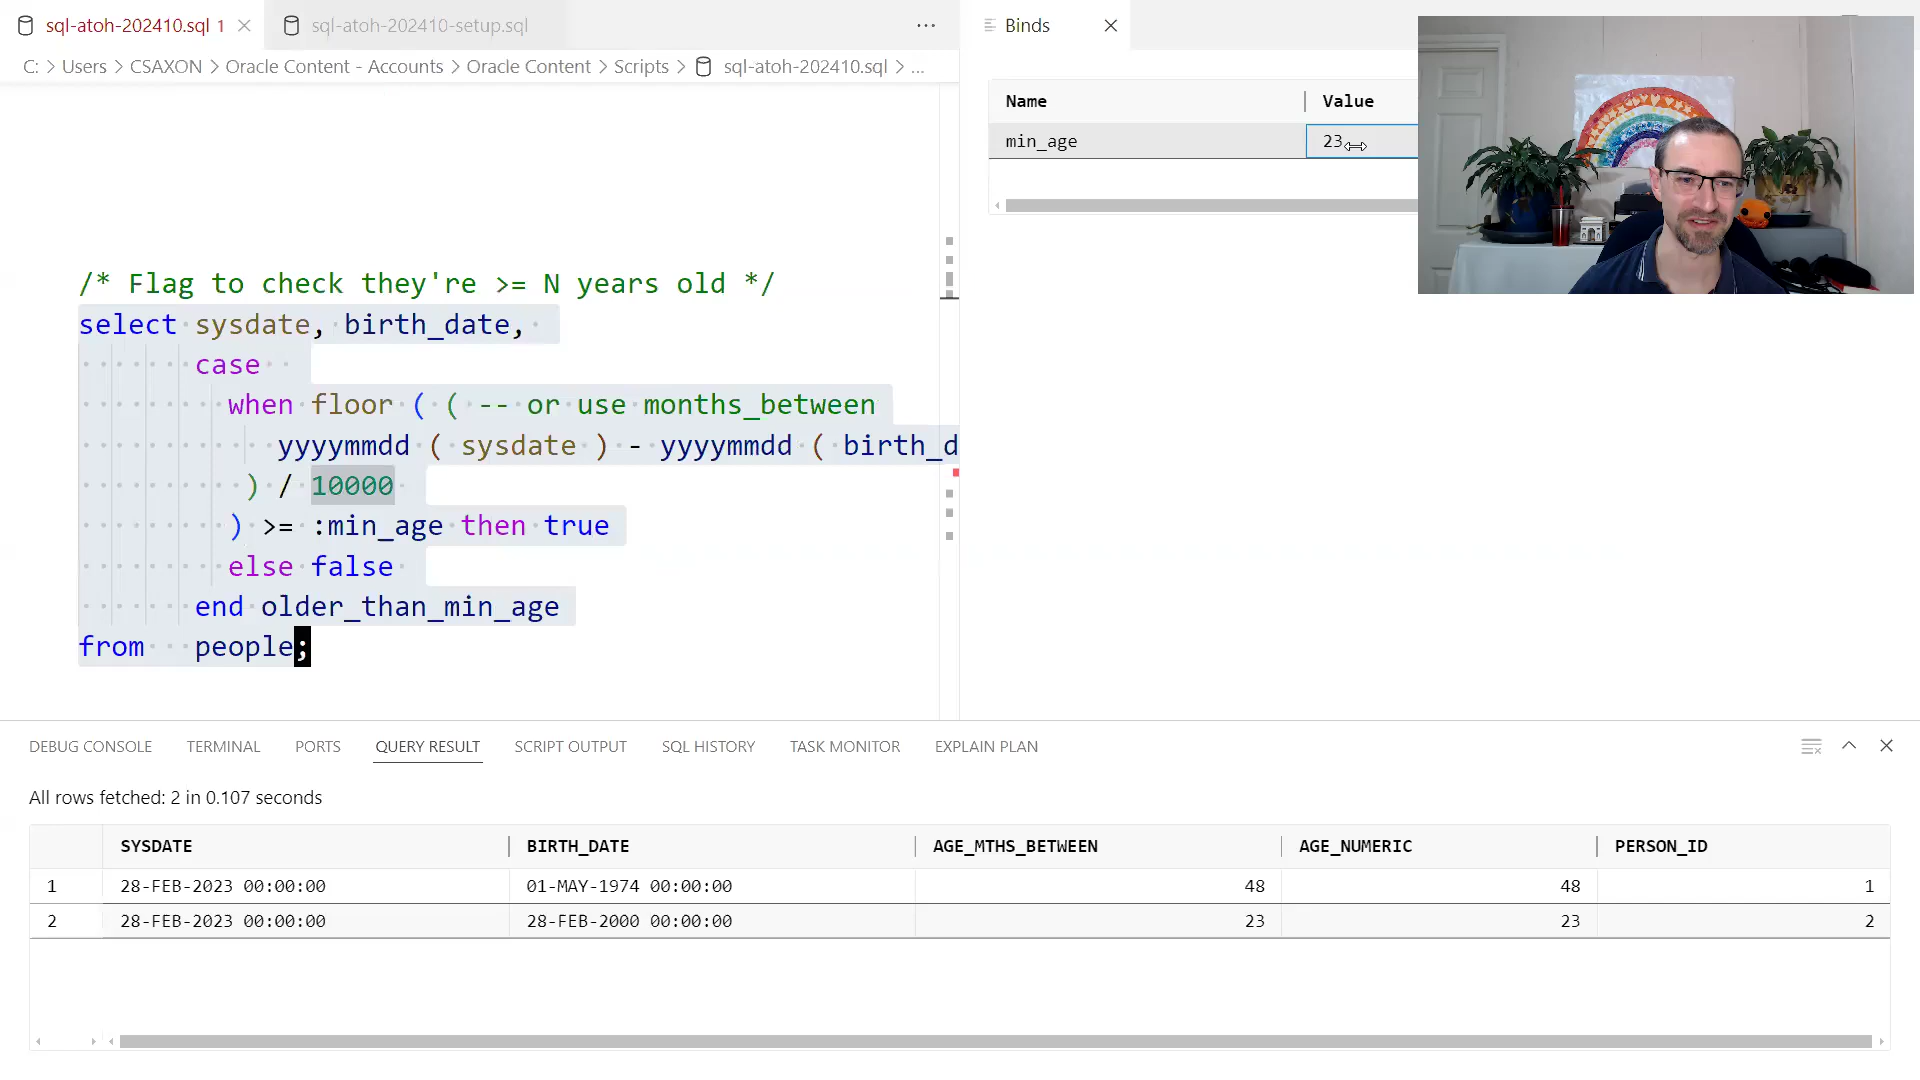 sql-atoh-202410.sql 1
sql-atoh-202410-setup.sql
Binds
C: > Users > CSAXON > Oracle Content - Accounts > Oracle Content > Scripts > sql-atoh-202410.sql > ...
Name Value
min_age 23
/* Flag to check they're >= N years old */
select sysdate, birth_date,
case
when floor ( ( -- or use months_between
yyyymmdd ( sysdate ) - yyyymmdd ( birth_d
) / 10000
) >= :min_age then true
else false
end older_than_min_age
from people;
DEBUG CONSOLE TERMINAL PORTS QUERY RESULT SCRIPT OUTPUT SQL HISTORY TASK MONITOR EXPLAIN PLAN
All rows fetched: 2 in 0.107 seconds
SYSDATE BIRTH_DATE AGE_MTHS_BETWEEN AGE_NUMERIC PERSON_ID
1 28-FEB-2023 00:00:00 01-MAY-1974 00:00:00 48 48 1
2 28-FEB-2023 00:00:00 28-FEB-2000 00:00:00 23 23 2